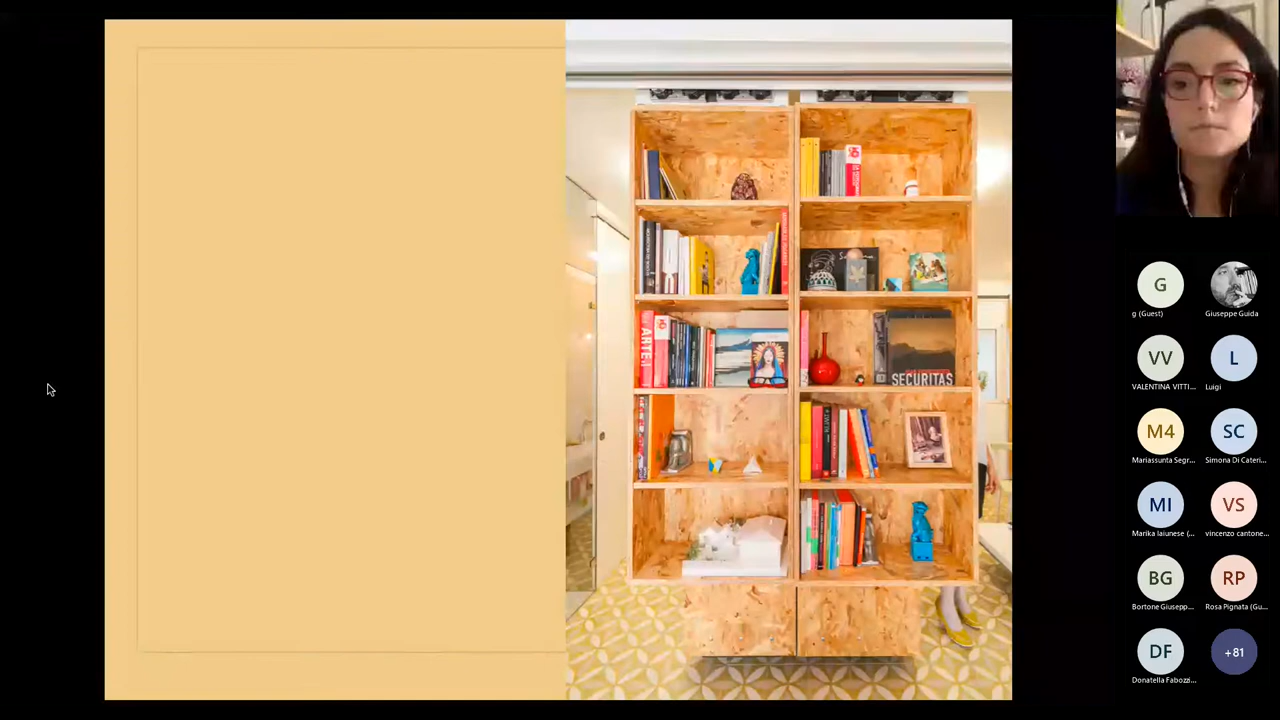 ARTE.
SECURITAS
G
g (Guest)
Giuseppe Guida
VV
L
VALENTINA VITTI...
Luigi
M4
SC
Mariassunta Segr...
Simona Di Cateri...
MI
VS
Marika Iaiunese (...
vincenzo cantone...
BG
RP
Bortone Giusepp...
Rosa Pignata (Gu...
DF
+81
Donatella Fabozzi...